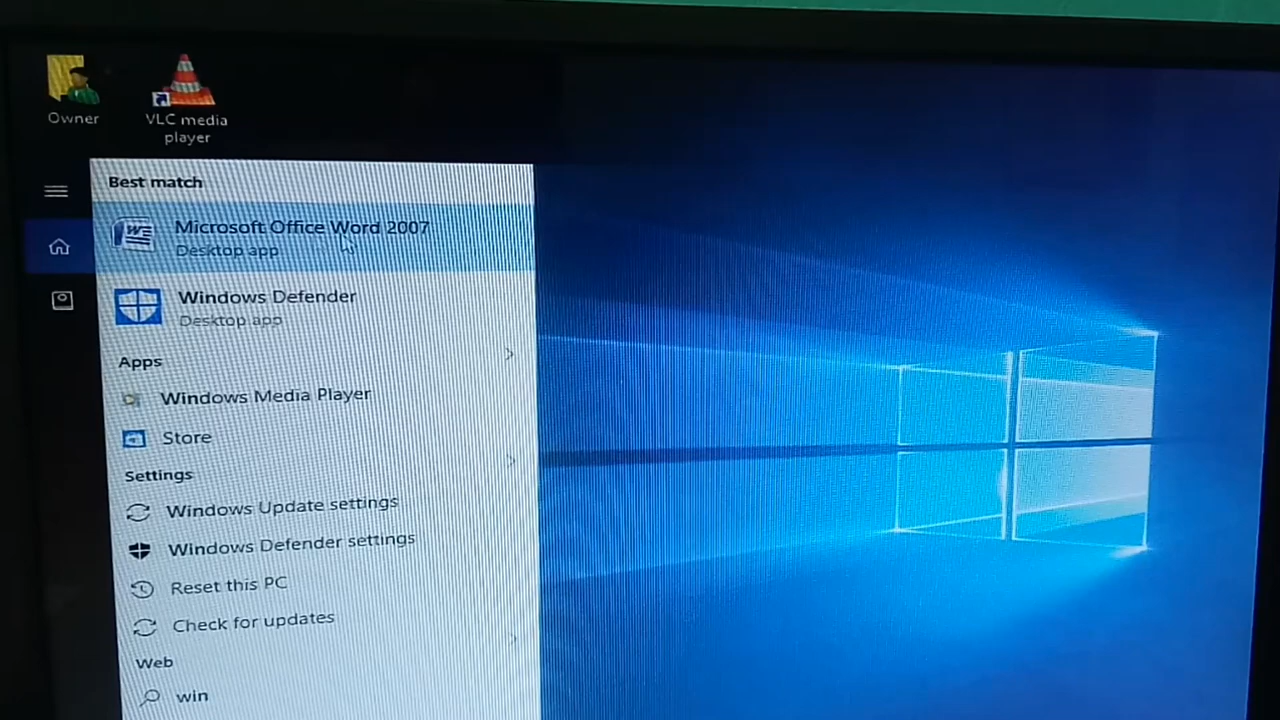 Owner
VLC media
player
Best match
Microsoft Office Word 2007
Desktop app
Windows Defender
Desktop app
Apps
Windows Media Player
Store
Settings
Windows Update settings
Windows Defender settings
Reset this PC
Check for updates
Web
win